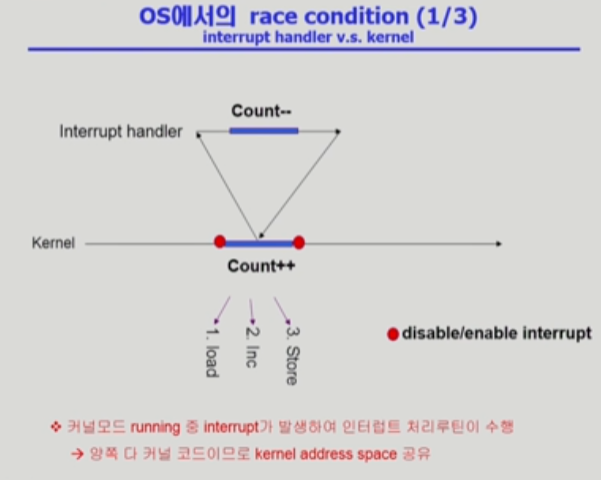 OS에서의 race condition (1/3)
interrupt handler v.s. kernel
Count--
Interrupt handler
Kernel
Count++
1. load
2. Inc
3. Store
disable/enable interrupt
❖ 커널모드 running 중 interrupt가 발생하여 인터럽트 처리루틴이 수행
→ 양쪽 다 커널 코드이므로 kernel address space 공유